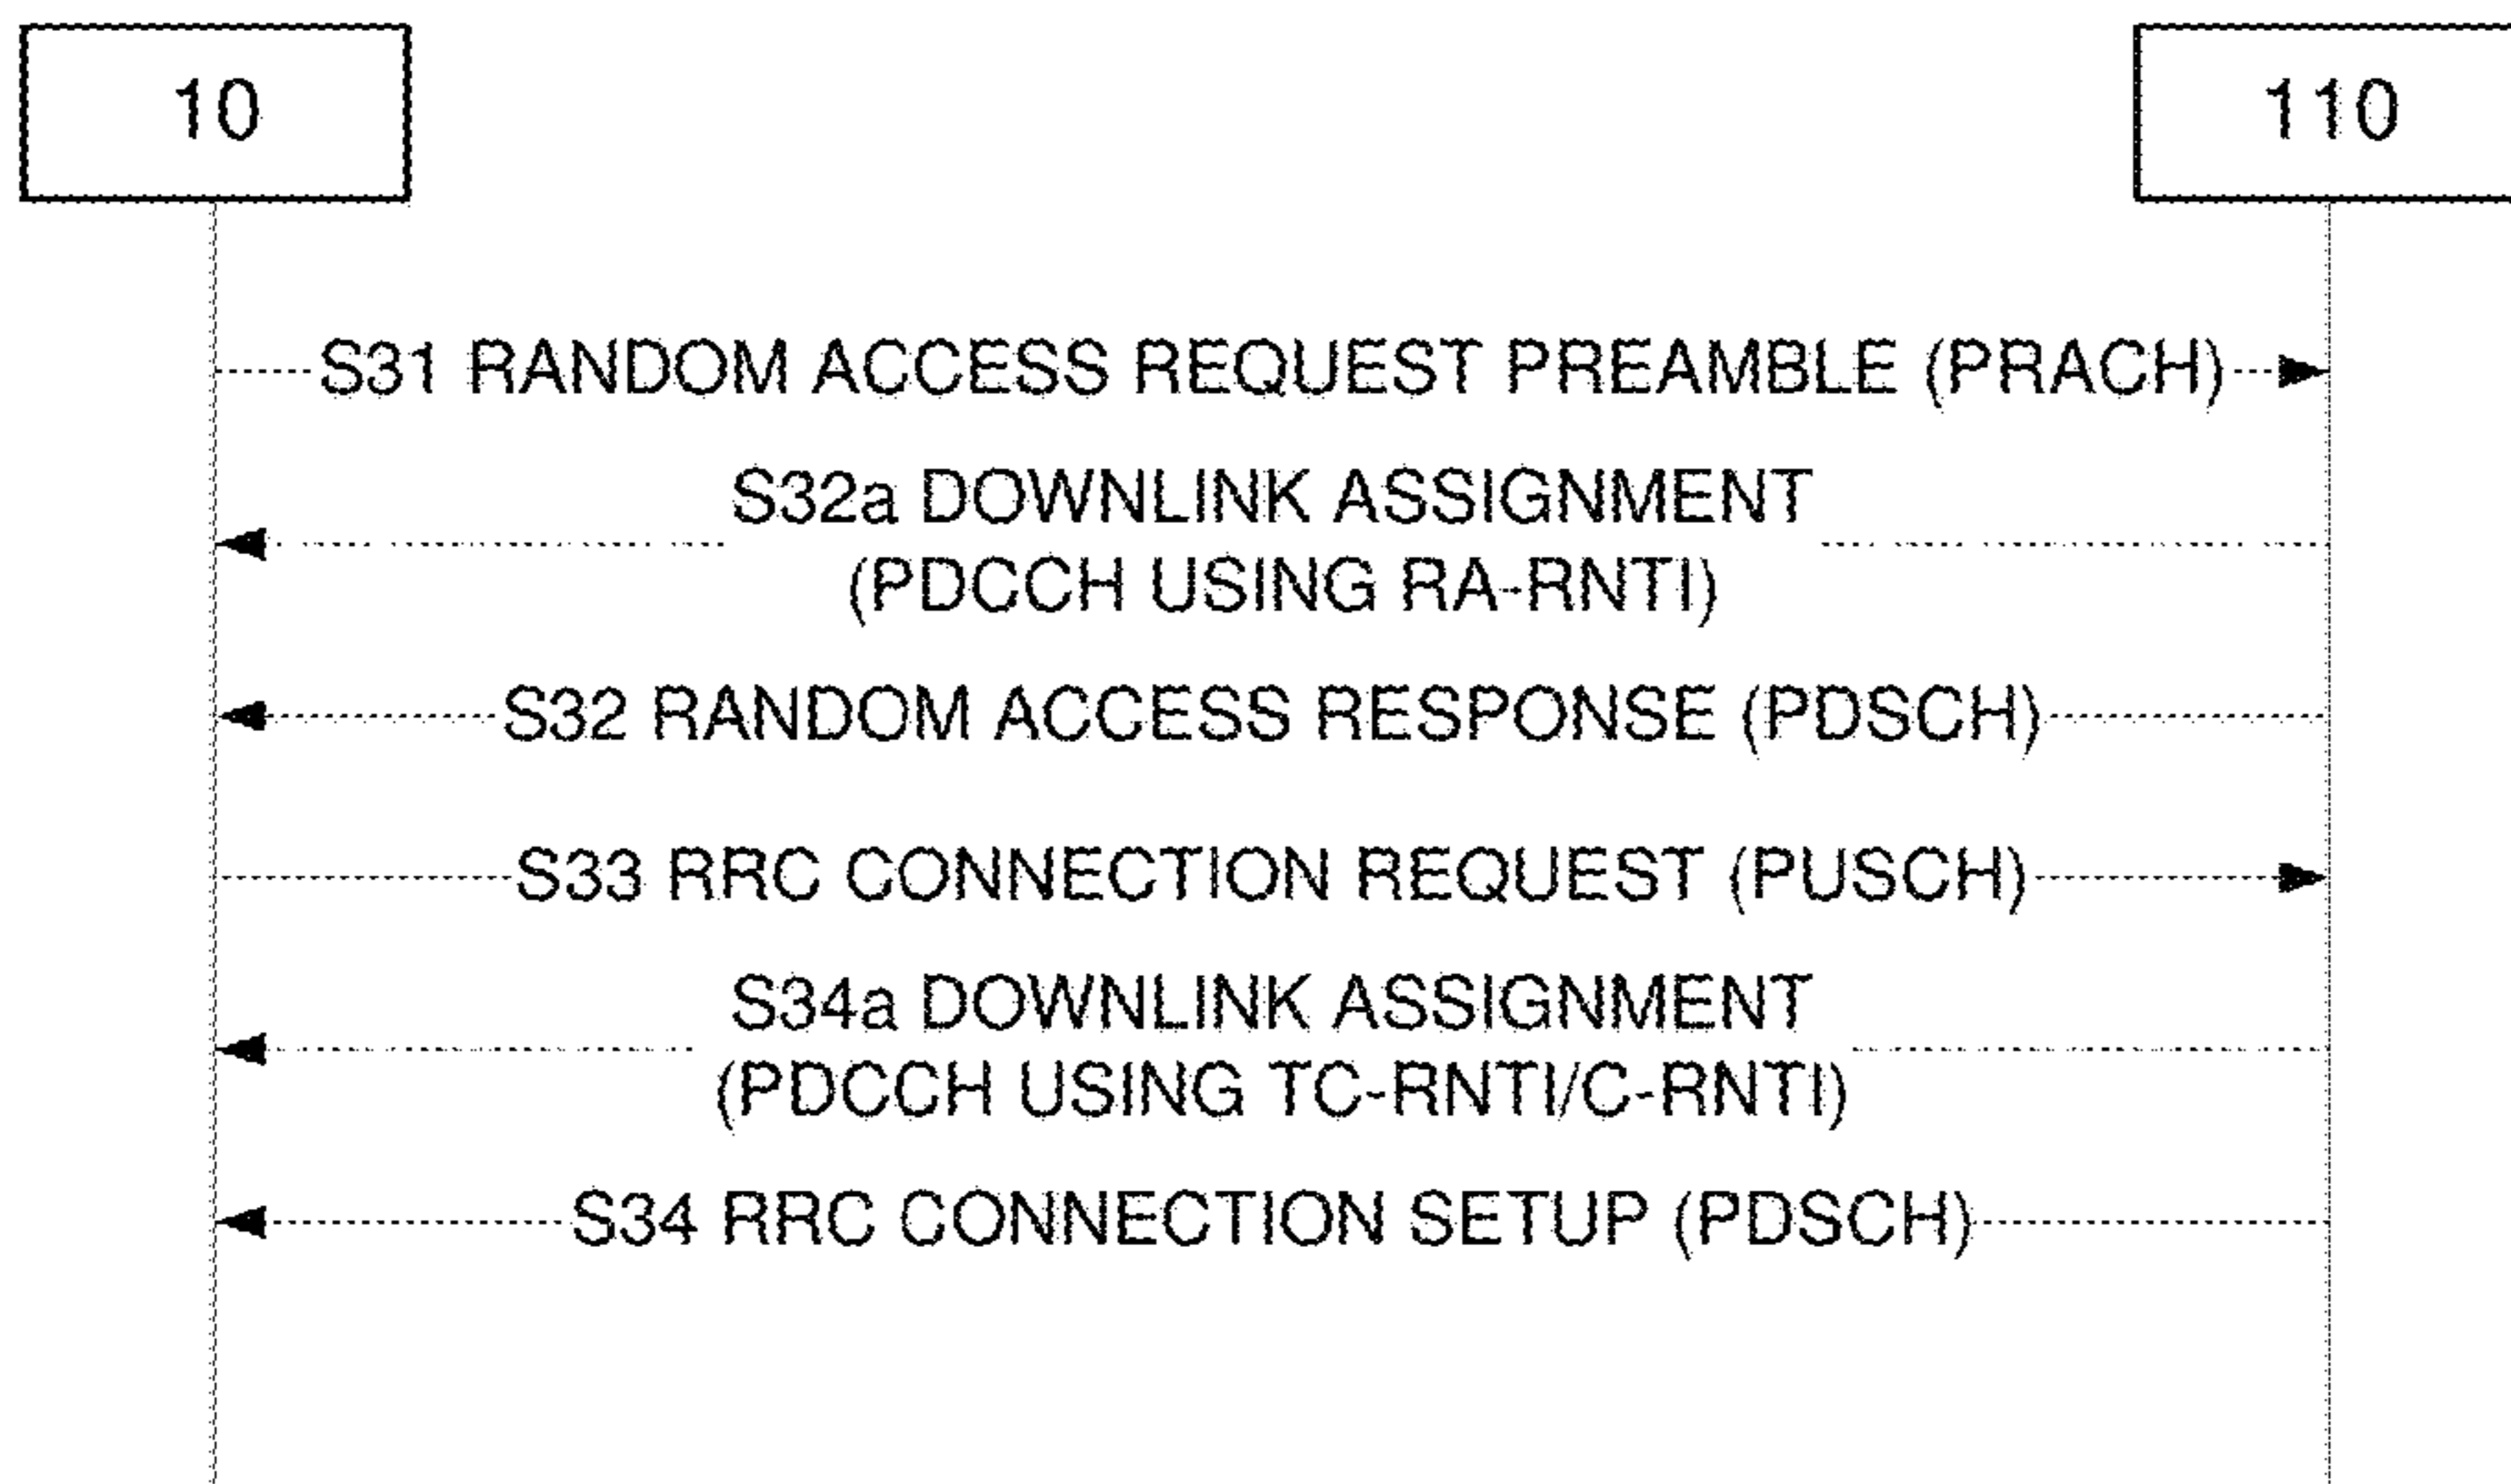 10
110
S31 RANDOM ACCESS REQUEST PREAMBLE (PRACH)
S32a DOWNLINK ASSIGNMENT
(PDCCH USING RA-RNTI)
S32 RANDOM ACCESS RESPONSE (PDSCH)
S33 RRC CONNECTION REQUEST (PUSCH)
S34a DOWNLINK ASSIGNMENT
(PDCCH USING TC-RNTI/C-RNTI)
S34 RRC CONNECTION SETUP (PDSCH)